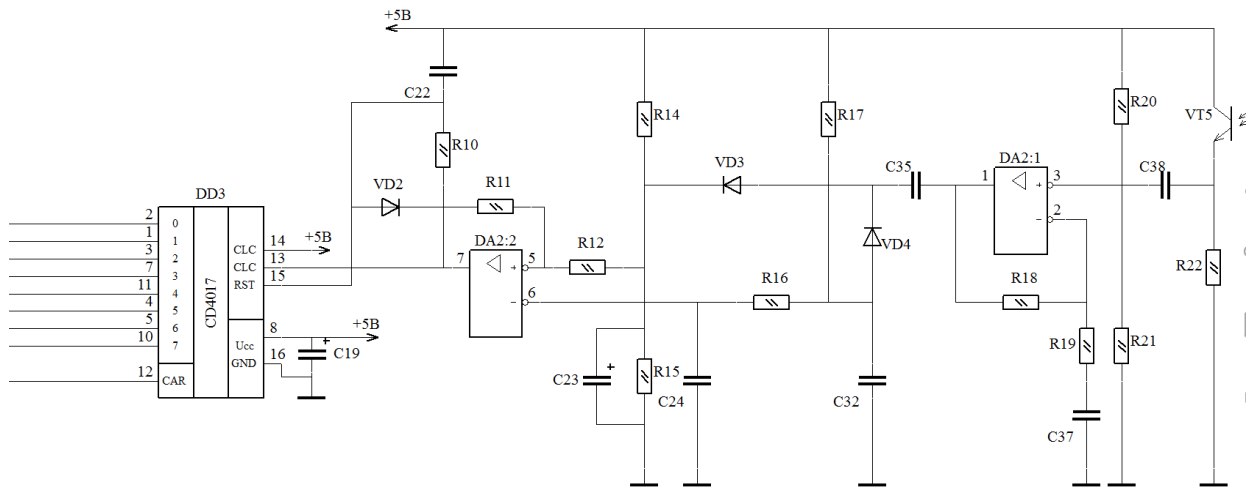 +5В
C22
R14
R17
R20
VT5
R10
VD3
C35
DA2:1
1
3
C38
2
VD2
R11
DD3
2
0
1
1
3
2
7
3
11
4
4
5
5
6
10
7
12
CAR
CD4017
CLC
14
+5В
CLC
13
RST
15
Ucc
8
+5В
GND
16
+
C19
DA2:2
7
+
5
R12
-
6
VD4
R16
R18
+
-
R22
R19
R21
C23
+
R15
C24
C32
C37